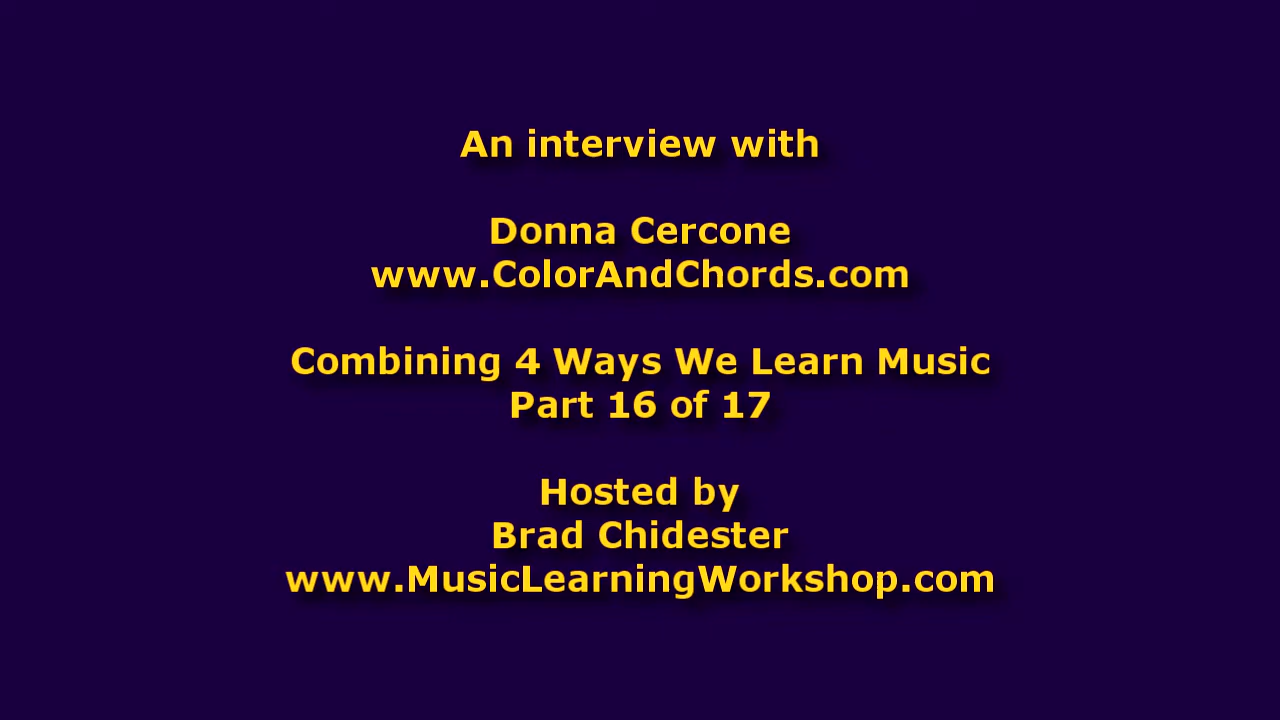 An interview with
Donna Cercone
www.ColorAndChords.com
Combining 4 Ways We Learn Music
Part 16 of 17
Hosted by
Brad Chidester
www.MusicLearningWorkshop.com